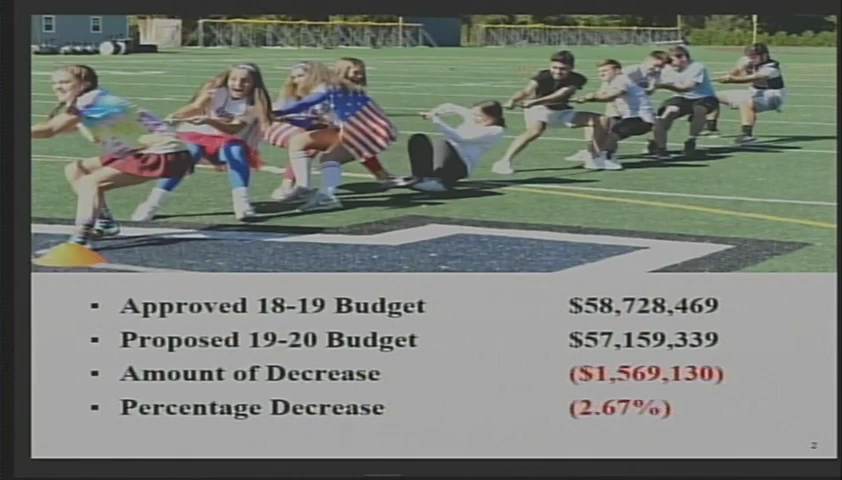 ▪ Approved 18-19 Budget $58,728,469
▪ Proposed 19-20 Budget $57,159,339
▪ Amount of Decrease ($1,569,130)
▪ Percentage Decrease (2.67%)
2